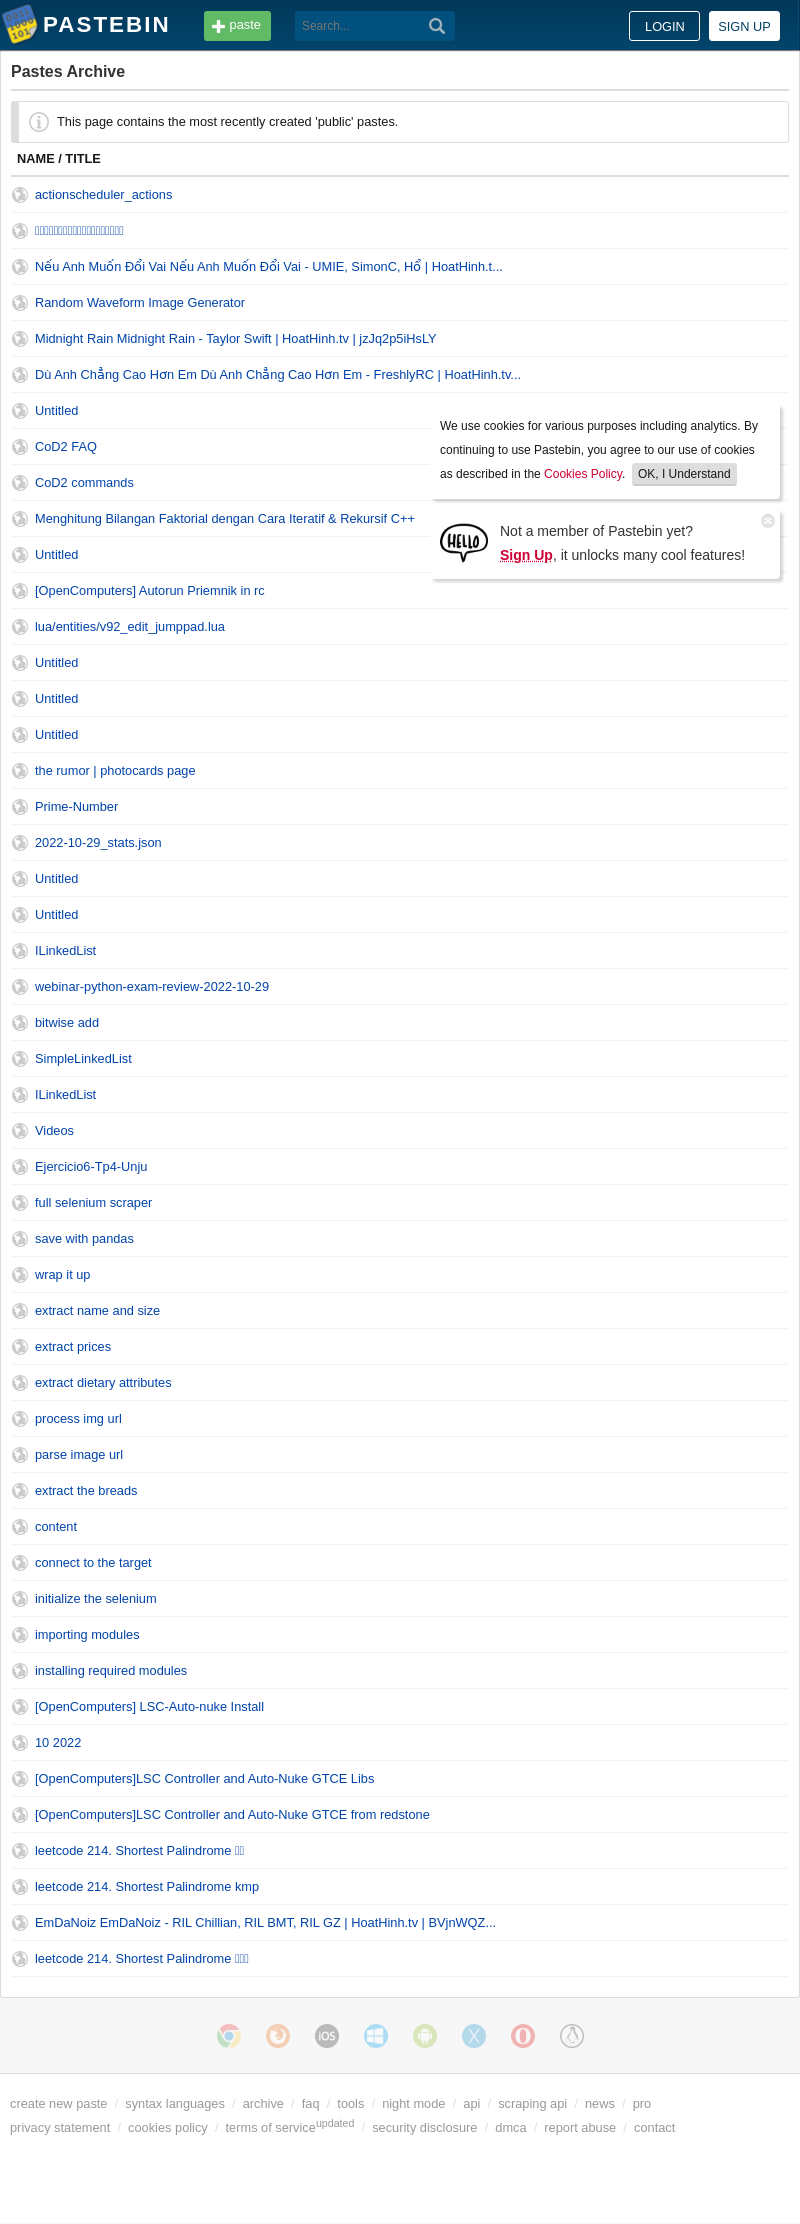 PASTEBIN
paste
Search...
LOGIN
SIGN UP
Pastes Archive
This page contains the most recently created 'public' pastes.
NAME / TITLE
actionscheduler_actions
Nếu Anh Muốn Đổi Vai Nếu Anh Muốn Đổi Vai - UMIE, SimonC, Hổ | HoatHinh.t...
Random Waveform Image Generator
Midnight Rain Midnight Rain - Taylor Swift | HoatHinh.tv | jzJq2p5iHsLY
Dù Anh Chẳng Cao Hơn Em Dù Anh Chẳng Cao Hơn Em - FreshlyRC | HoatHinh.tv...
Untitled
CoD2 FAQ
CoD2 commands
Menghitung Bilangan Faktorial dengan Cara Iteratif & Rekursif C++
Untitled
[OpenComputers] Autorun Priemnik in rc
We use cookies for various purposes including analytics. By
continuing to use Pastebin, you agree to our use of cookies
as described in the Cookies Policy. OK, I Understand
HELLO
Not a member of Pastebin yet?
Sign Up, it unlocks many cool features!
lua/entities/v92_edit_jumppad.lua
Untitled
Untitled
Untitled
the rumor | photocards page
Prime-Number
2022-10-29_stats.json
Untitled
Untitled
ILinkedList
webinar-python-exam-review-2022-10-29
bitwise add
SimpleLinkedList
ILinkedList
Videos
Ejercicio6-Tp4-Unju
full selenium scraper
save with pandas
wrap it up
extract name and size
extract prices
extract dietary attributes
process img url
parse image url
extract the breads
content
connect to the target
initialize the selenium
importing modules
installing required modules
[OpenComputers] LSC-Auto-nuke Install
10 2022
[OpenComputers]LSC Controller and Auto-Nuke GTCE Libs
[OpenComputers]LSC Controller and Auto-Nuke GTCE from redstone
leetcode 214. Shortest Palindrome
leetcode 214. Shortest Palindrome kmp
EmDaNoiz EmDaNoiz - RIL Chillian, RIL BMT, RIL GZ | HoatHinh.tv | BVjnWQZ...
leetcode 214. Shortest Palindrome
iOS
create new paste / syntax languages / archive / faq / tools / night mode / api / scraping api / news / pro
privacy statement / cookies policy / terms of service updated / security disclosure / dmca / report abuse / contact